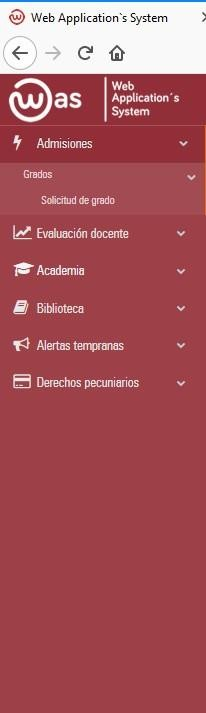 Web Application`s System
was
Web
Application´s
System
Admisiones
Grados
Solicitud de grado
Evaluación docente
Academia
Biblioteca
Alertas tempranas
Derechos pecuniarios